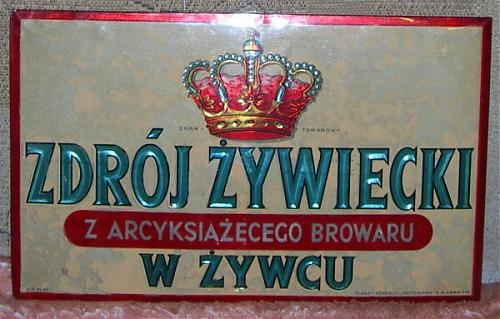 ZNAK TOWAROWY
ZDRÓJ ŻYWIECKI
Z ARCYKSIĄŻĘCEGO BROWARU
W ŻYWCU